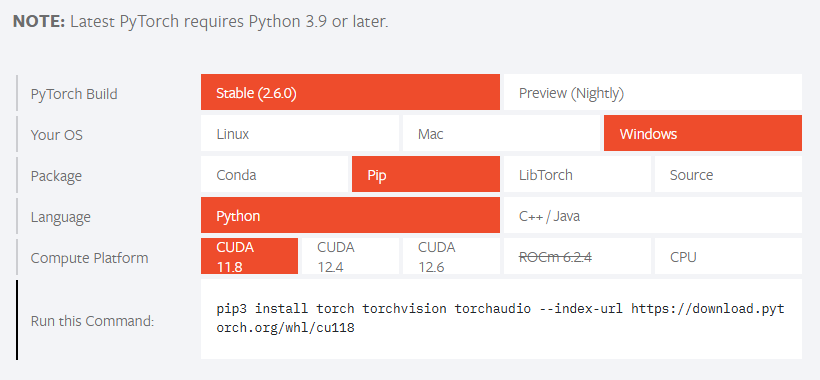 NOTE: Latest PyTorch requires Python 3.9 or later.
PyTorch Build
Stable (2.6.0)
Preview (Nightly)
Your OS
Linux
Mac
Windows
Package
Conda
Pip
LibTorch
Source
Language
Python
C++ / Java
Compute Platform
CUDA
11.8
CUDA
12.4
CUDA
12.6
ROCm 6.2.4
CPU
Run this Command:
pip3 install torch torchvision torchaudio --index-url https://download.pyt
orch.org/whl/cu118